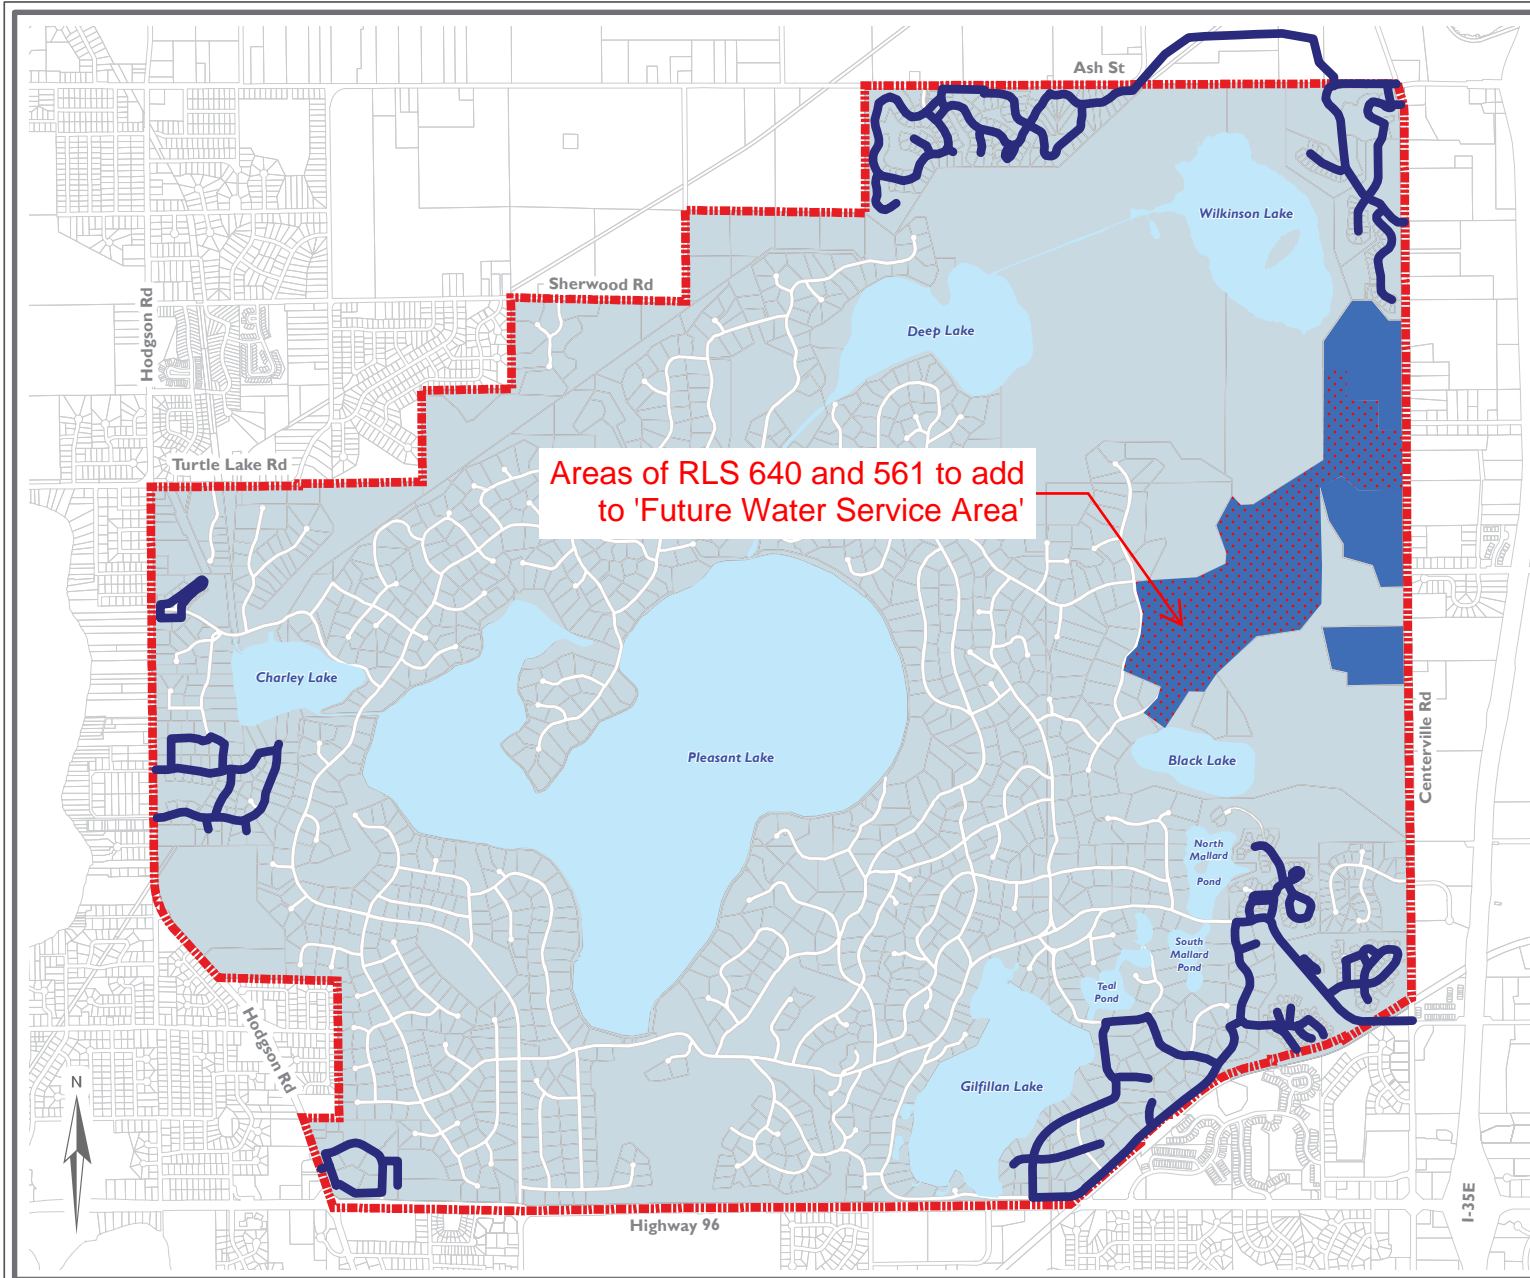 Ash St
Wilkinson Lake
Sherwood Rd
Hodgson Rd
Deep Lake
Turtle Lake Rd
Areas of RLS 640 and 561 to add
to 'Future Water Service Area'
Charley Lake
Pleasant Lake
Black Lake
Centerville Rd
North
Mallard
Pond
South
Mallard
Pond
Teal
Pond
Hodgson Rd
N
Gilfillan Lake
I-35E
Highway 96